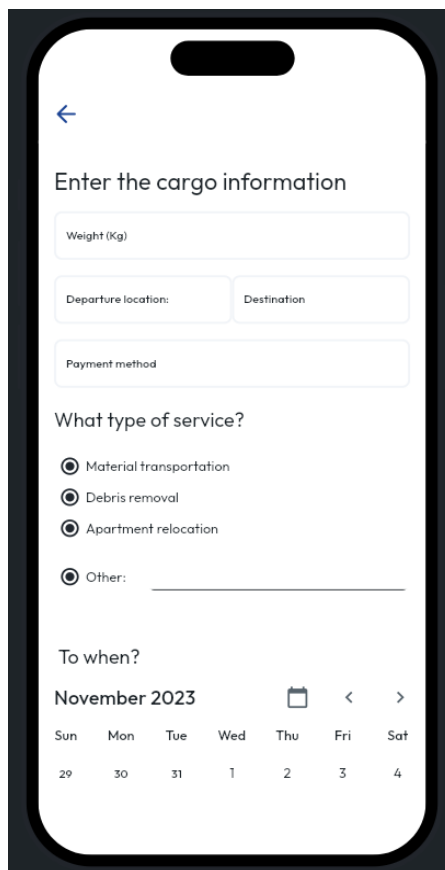 Enter the cargo information
Weight (Kg)
Departure location: Destination
Payment method
What type of service?
Material transportation
Debris removal
Apartment relocation
Other:
To when?
November 2023
Sun Mon Tue Wed Thu Fri Sat
29 30 31 1 2 3 4